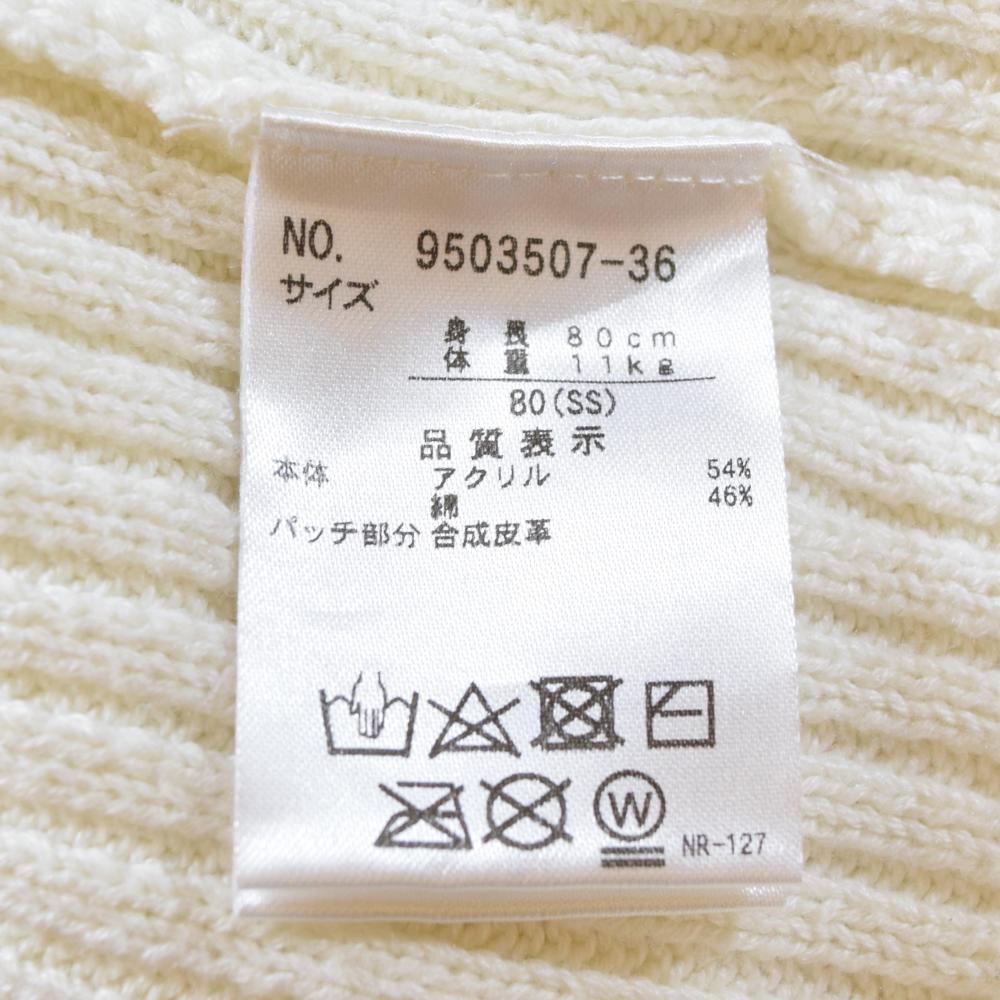 NO. 9503507-36
サイズ
身長 80cm
体重 11kg
80(SS)
品質表示
本体 アクリル 54%
綿 46%
パッチ部分 合成皮革
W
NR-127